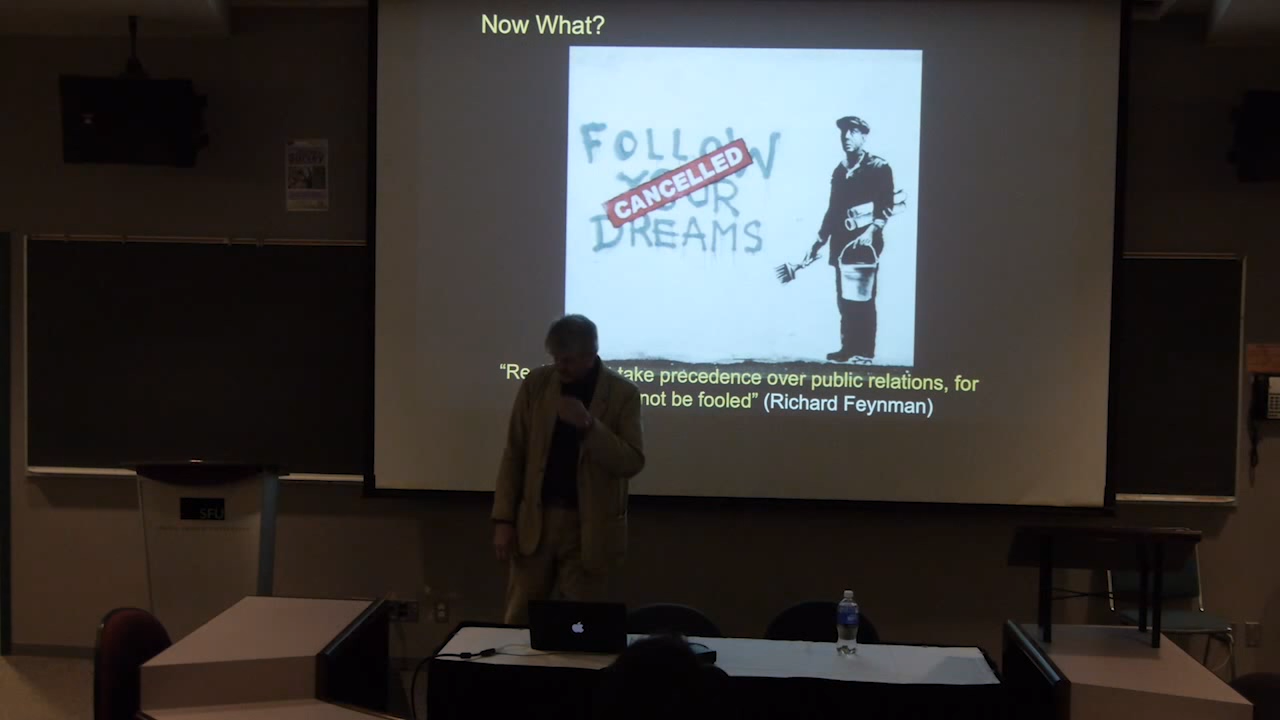 Now What?
FOLLOW
YOUR
CANCELLED
DREAMS
take precedence over public relations, for
not be fooled” (Richard Feynman)
SFU